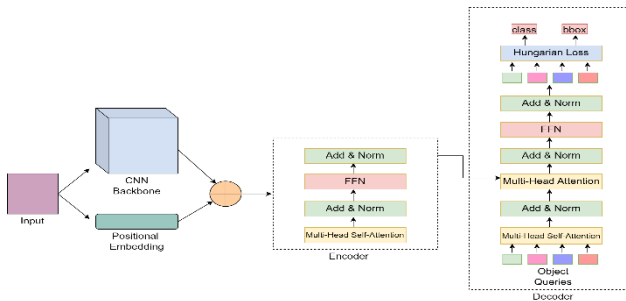 Input
CNN
Backbone
Positional
Embedding
Add & Norm
FFN
Add & Norm
Multi-Head Self-Attention
Encoder
class
bbox
Hungarian Loss
Add & Norm
FFN
Add & Norm
Multi-Head Attention
Add & Norm
Multi-Head Self-Attention
Object
Queries
Decoder